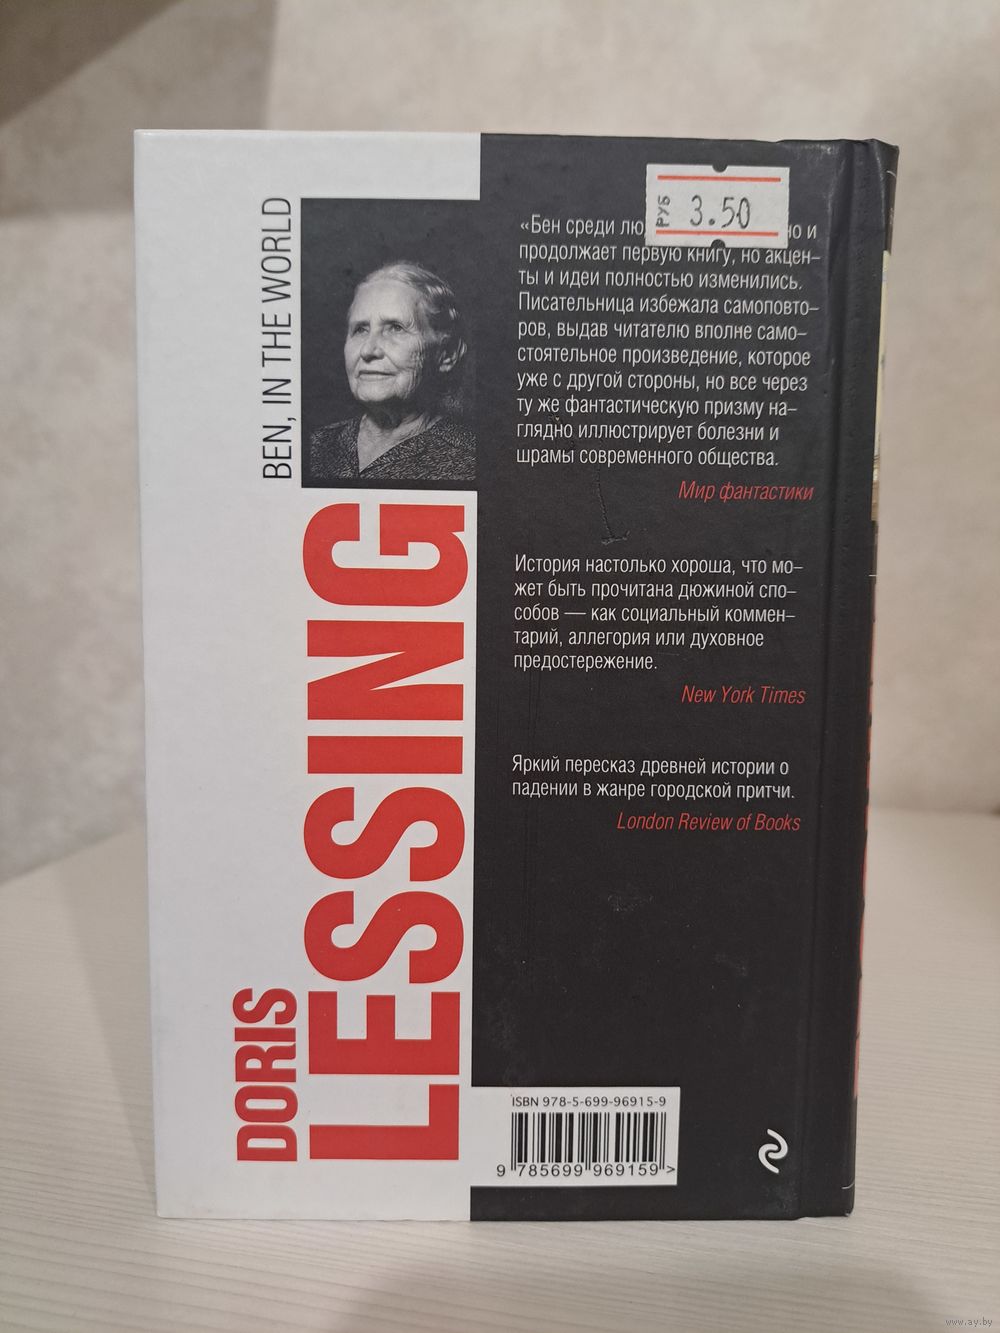 BEN, IN THE WORLD
DORIS
LESSING
РУБ 3.50
«Бен среди но и
продолжает первую книгу, но акцен–
ты и идеи полностью изменились.
Писательница избежала самоповто–
ров, выдав читателю вполне само–
стоятельное произведение, которое
уже с другой стороны, но все через
ту же фантастическую призму на–
глядно иллюстрирует болезни и
шрамы современного общества.
Мир фантастики
История настолько хороша, что мо–
жет быть прочитана дюжиной спо–
собов — как социальный коммен–
тарий, аллегория или духовное
предостережение.
New York Times
Яркий пересказ древней истории о
падении в жанре городской притчи.
London Review of Books
ISBN 978-5-699-96915-9
9 785699 969159 >
www.ay.by